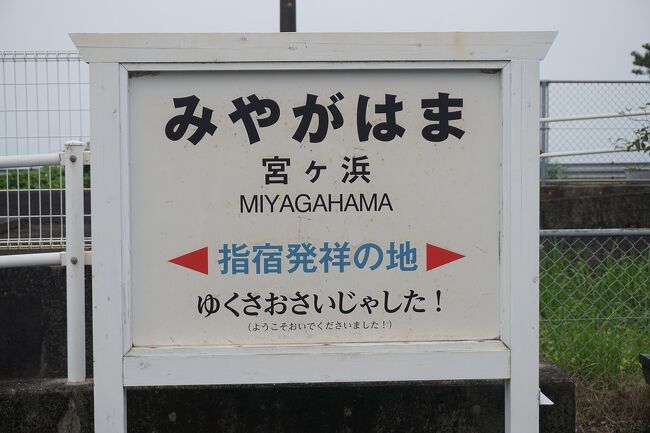 みやがはま
宮ヶ浜
MIYAGAHAMA
指宿発祥の地
ゆくさおさいじゃした！
（ようこそおいでくださいました！）